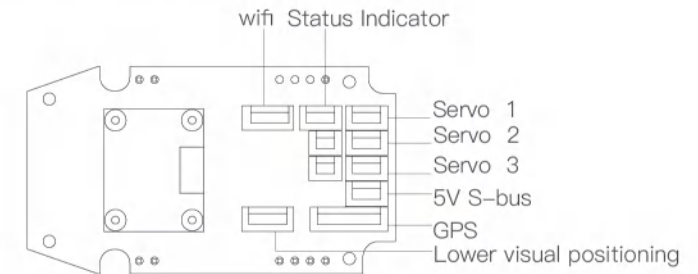 wifi Status Indicator
Servo 1
Servo 2
Servo 3
5V S-bus
GPS
Lower visual positioning